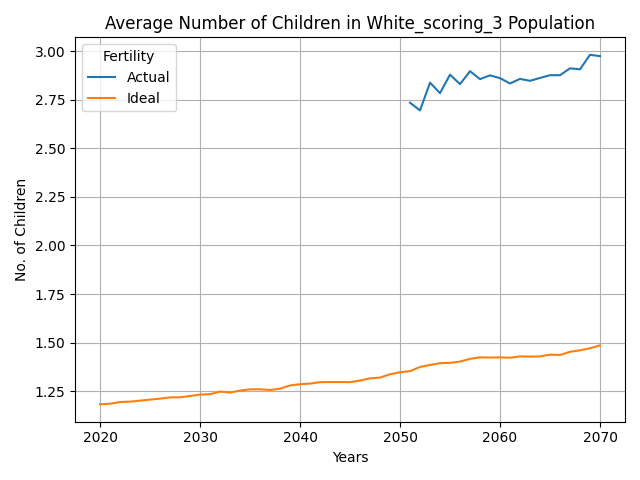 Average Number of Children in White_scoring_3 Population
Fertility
Actual
Ideal
3.00
2.75
2.50
2.25
2.00
1.75
1.50
1.25
No. of Children
2020 2030 2040 2050 2060 2070
Years